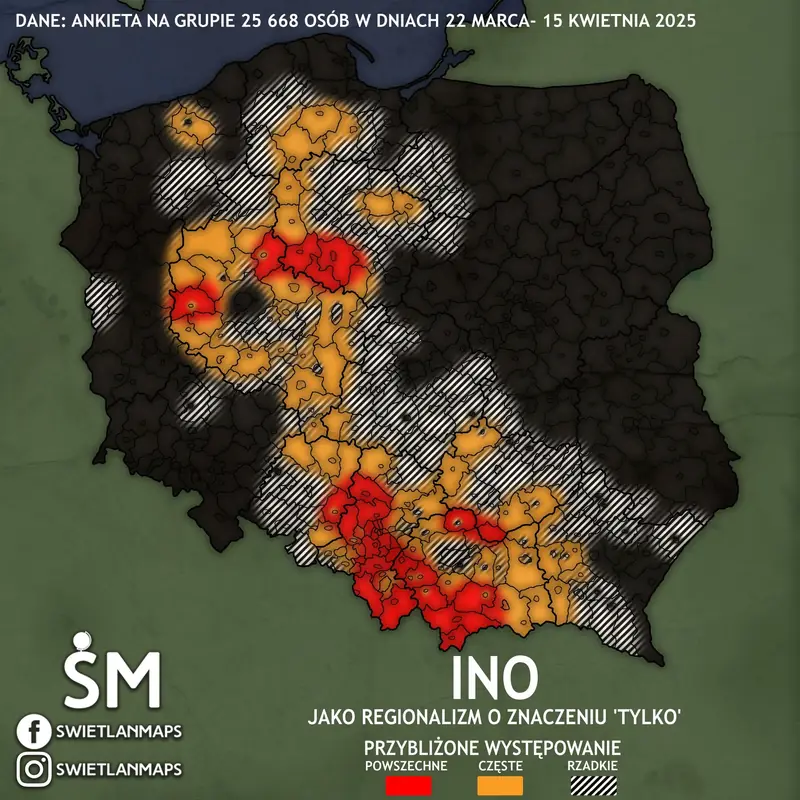 DANE: ANKIETA NA GRUPIE 25 668 OSÓB W DNIACH 22 MARCA- 15 KWIETNIA 2025
ŚM
SWIETLANMAPS
SWIETLANMAPS
INO
JAKO REGIONALIZM O ZNACZENIU 'TYLKO'
PRZYBLIŻONE WYSTĘPOWANIE
POWSZECHNE CZĘSTE RZADKIE